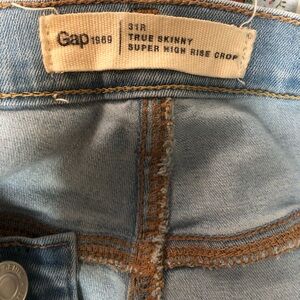 Gap 1969
31R
TRUE SKINNY
SUPER HIGH RISE CROP